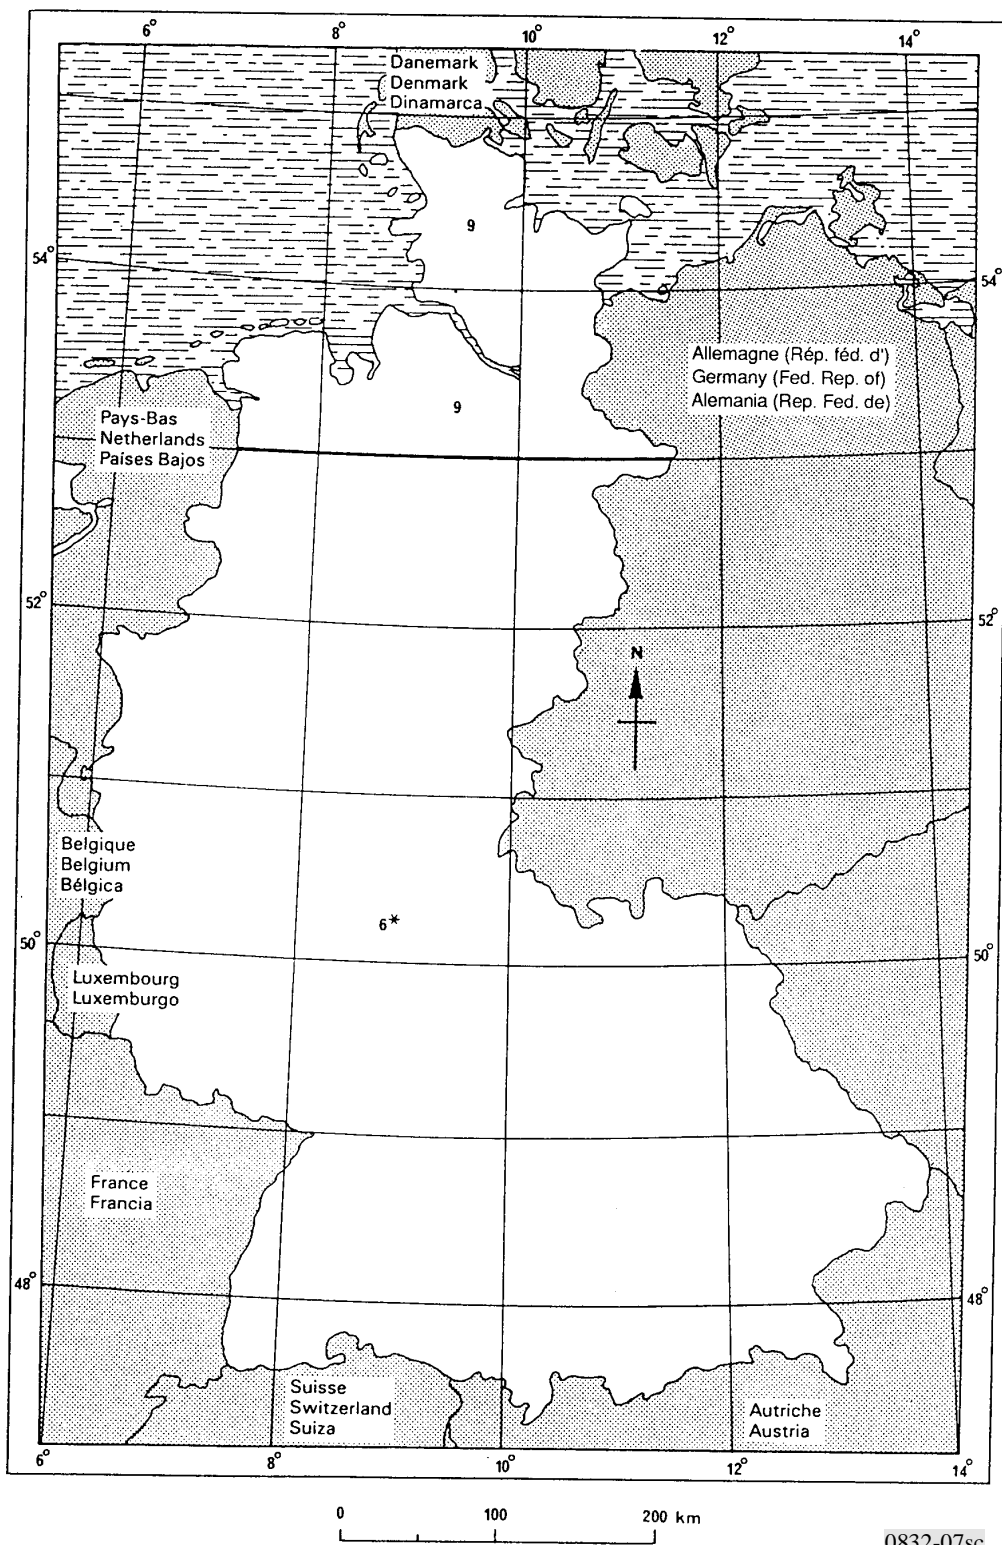 6°
8°
10°
12°
14°
Danemark
Denmark
Dinamarca
9
54°
54°
Allemagne (Rép. féd. d')
Germany (Fed. Rep. of)
Alemania (Rep. Fed. de)
9
Pays-Bas
Netherlands
Países Bajos
52°
52°
N
Belgique
Belgium
Bélgica
6*
50°
50°
Luxembourg
Luxemburgo
France
Francia
48°
48°
Suisse
Switzerland
Suiza
Autriche
Austria
6°
8°
10°
12°
14°
0 100 200 km
0832-07sc